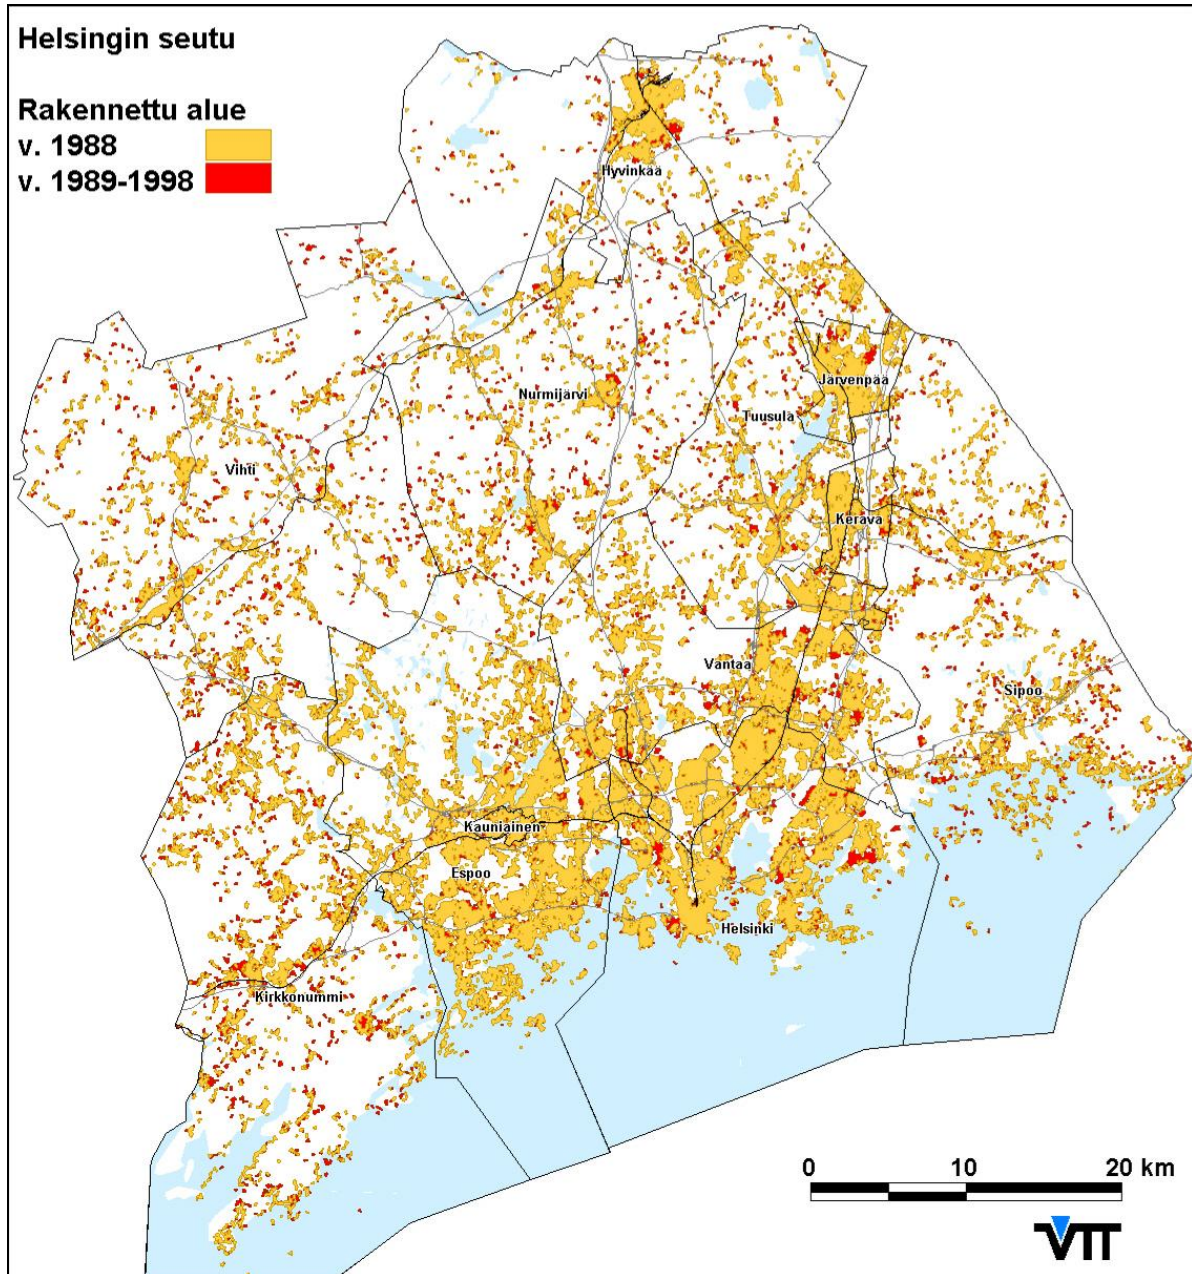 Helsingin seutu
Rakennettu alue
v. 1988
v. 1989-1998
Hyvinkää
Nurmijärvi
Järvenpää
Tuusula
Vihti
Kerava
Vantaa
Sipoo
Kauniainen
Espoo
Helsinki
Kirkkonummi
0 10 20 km
VTT